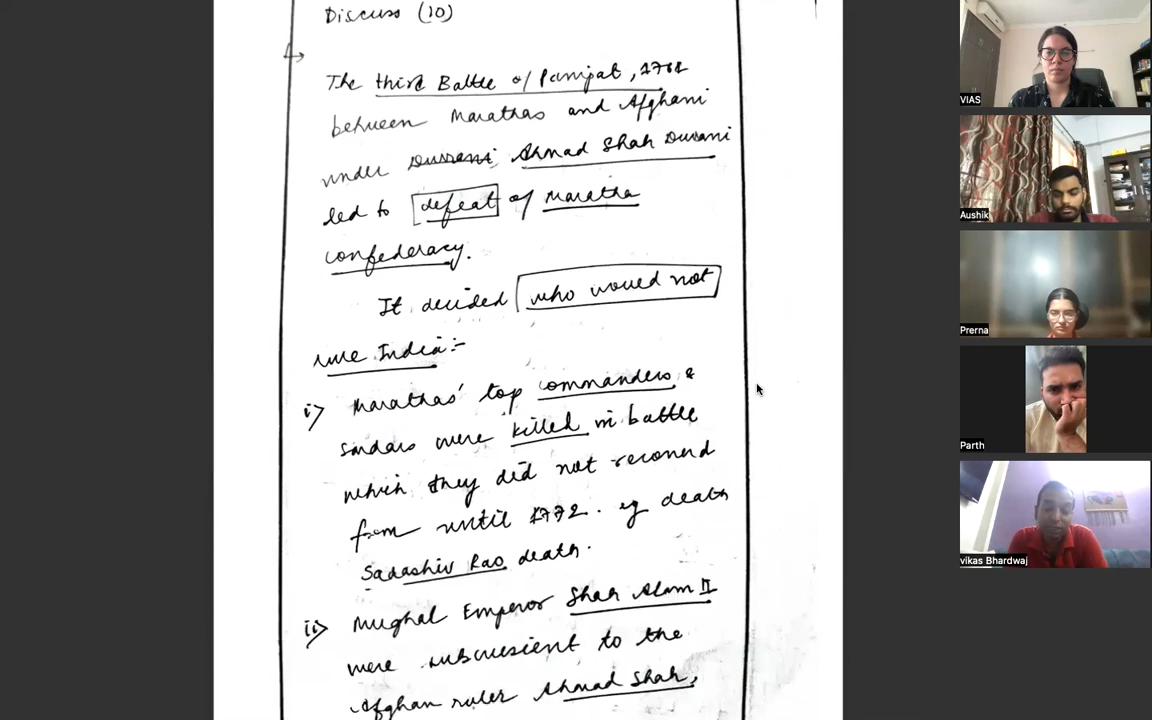 Discuss (10)
The third Battle of Panipat, 1761
between Marathas and Afghani
under Durrani Ahmad Shah Durrani
led to defeat of Maratha
confederacy.
It decided who would not
rule India:-
i) Marathas' top commanders &
sardars were killed in battle
which they did not recoverd
from until 1772. eg death
Sadashiv Rao death.
ii) Mughal Emperor Shah Alam II
were subservient to the
Afghan ruler Ahmad Shah,
VIAS
Aushik
Prerna
Parth
vikas Bhardwaj